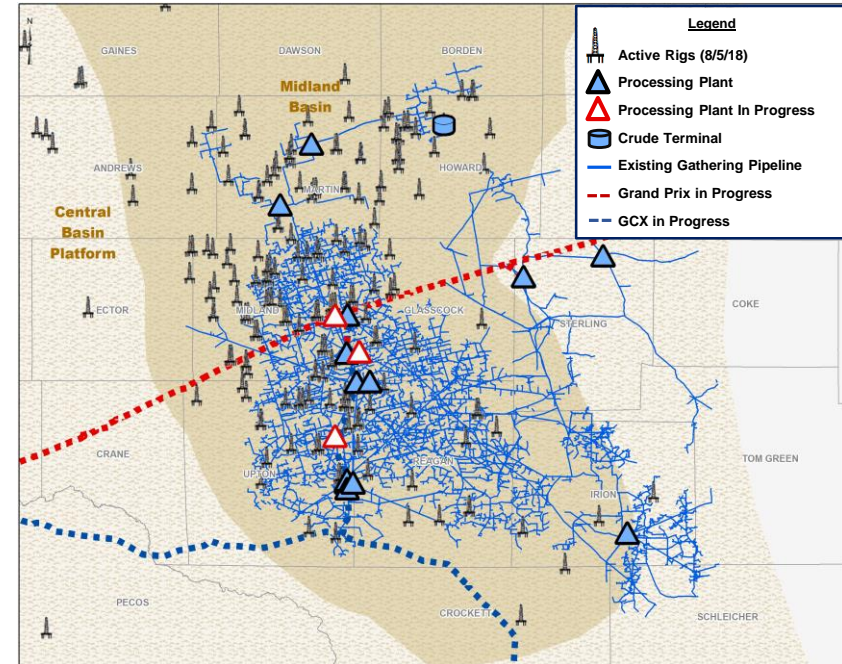 Legend
Active Rigs (8/5/18)
Processing Plant
Processing Plant In Progress
Crude Terminal
Existing Gathering Pipeline
Grand Prix in Progress
GCX in Progress
N
GAINES
DAWSON
BORDEN
Midland
Basin
ANDREWS
MARTIN
HOWARD
Central
Basin
Platform
ECTOR
MIDLAND
GLASSCOCK
STERLING
COKE
CRANE
UPTON
REAGAN
IRION
TOM GREEN
PECOS
CROCKETT
SCHLEICHER